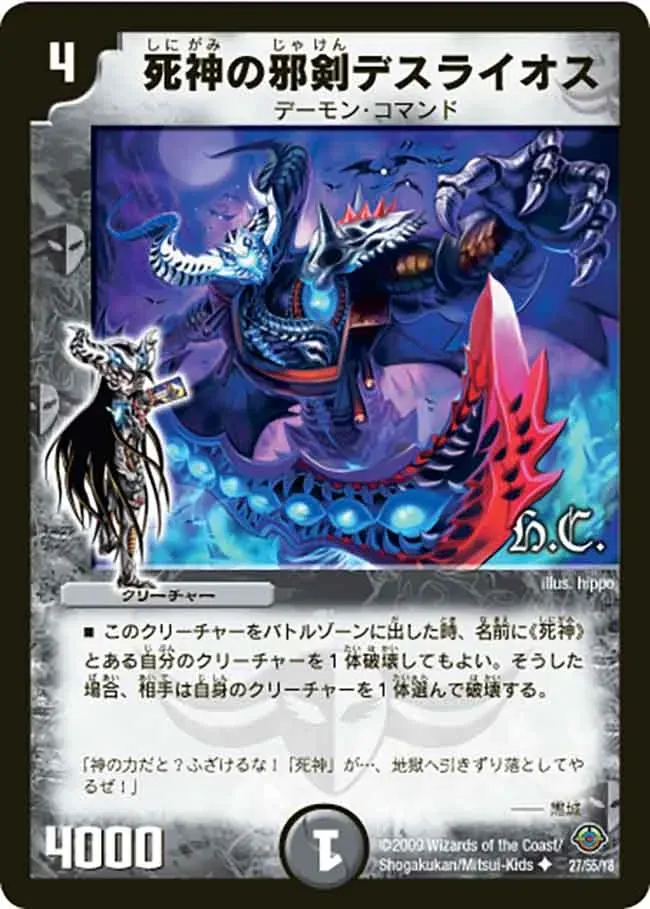 4
しにがみ じゃけん
死神の邪剣デスライオス
デーモン・コマンド
h.C.
illus. hippo
クリーチャー
■ このクリーチャーをバトルゾーンに出した時、名前に《死神》
とある自分のクリーチャーを1体破壊してもよい。そうした
場合、相手は自身のクリーチャーを1体選んで破壊する。
「神の力だと?ふざけるな!「死神」が…、地獄へ引きずり落としてや
るぜ!」
—— 黒城
4000
1
©2009 Wizards of the Coast/
Shogakukan/Mitsui-Kids ◆ 27/55/Y8